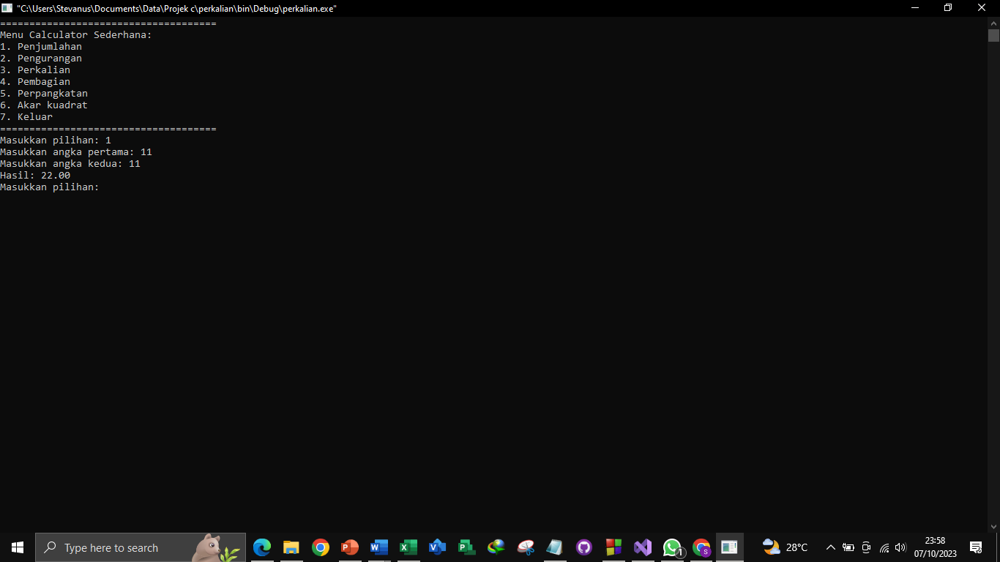 "C:\Users\Stevanus\Documents\Data\Projek c\perkalian\bin\Debug\perkalian.exe"
=====================================
Menu Calculator Sederhana:
1. Penjumlahan
2. Pengurangan
3. Perkalian
4. Pembagian
5. Perpangkatan
6. Akar kuadrat
7. Keluar
=====================================
Masukkan pilihan: 1
Masukkan angka pertama: 11
Masukkan angka kedua: 11
Hasil: 22.00
Masukkan pilihan:
Type here to search
1
S
28°C
23:58
07/10/2023